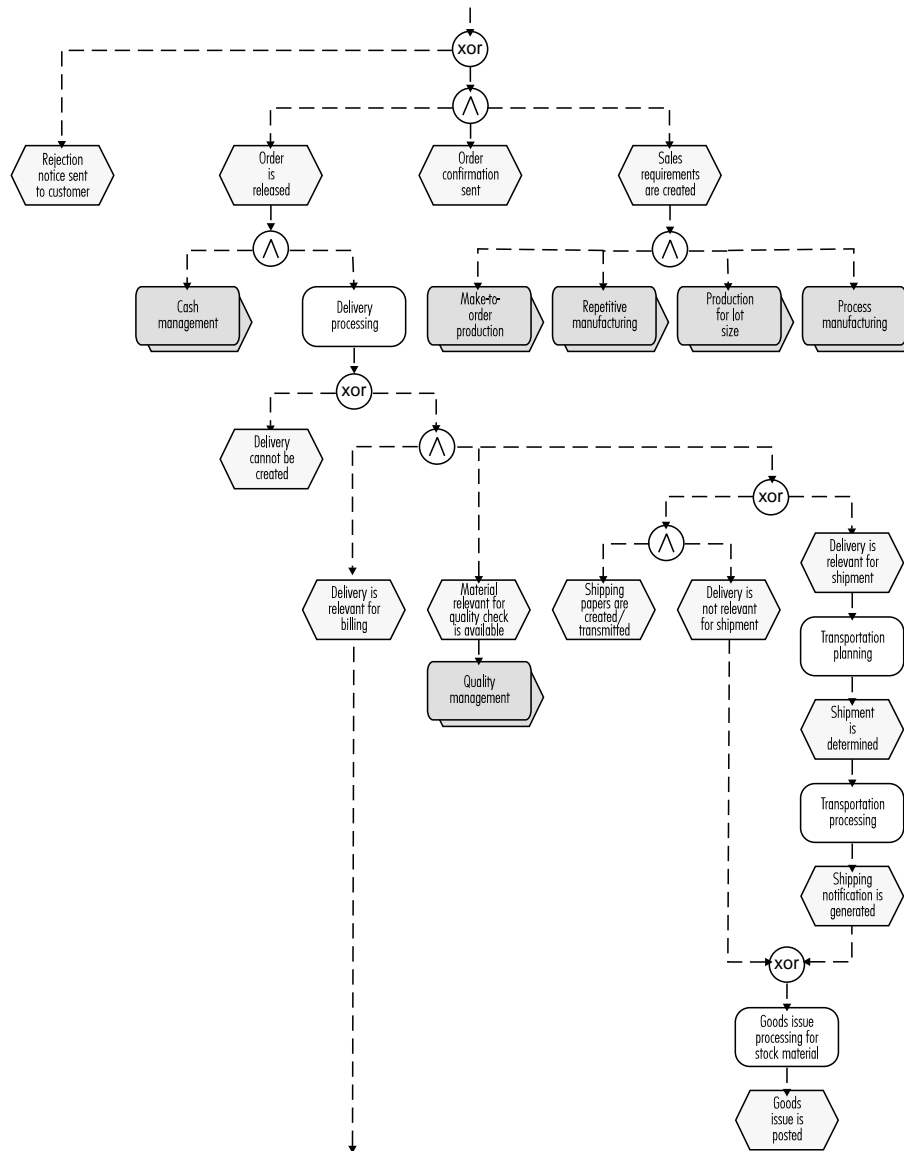 xor
∧
Rejection
notice sent
to customer
Order
is
released
Order
confirmation
sent
Sales
requirements
are created
∧
∧
Cash
management
Delivery
processing
Make-to-
order
production
Repetitive
manufacturing
Production
for lot
size
Process
manufacturing
xor
Delivery
cannot be
created
∧
xor
∧
Delivery is
relevant for
shipment
Delivery is
relevant for
billing
Material
relevant for
quality check
is available
Shipping
papers are
created/
transmitted
Delivery is
not relevant
for shipment
Transportation
planning
Quality
management
Shipment
is
determined
Transportation
processing
Shipping
notification is
generated
xor
Goods issue
processing for
stock material
Goods
issue is
posted